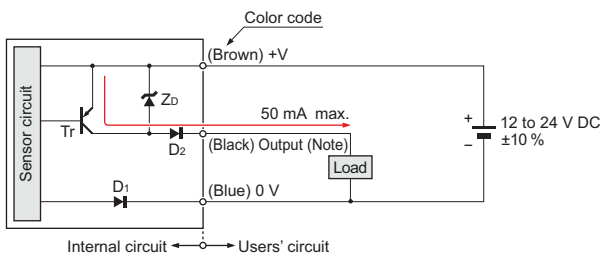 Color code
(Brown) +V
Sensor circuit
Tr
ZD
50 mA max.
D2
(Black) Output (Note)
Load
+
−
12 to 24 V DC
±10 %
D1
(Blue) 0 V
Internal circuit
Users' circuit